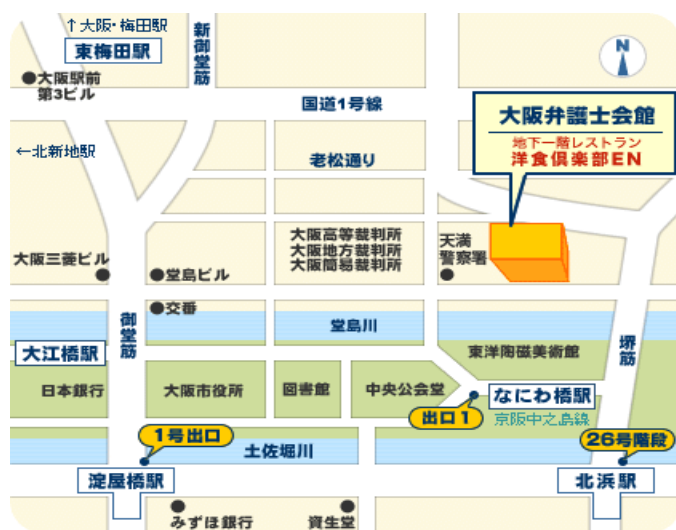 ↑大阪・梅田駅
東梅田駅
新御堂筋
N
●大阪駅前
第3ビル
国道1号線
大阪弁護士会館
地下一階レストラン
洋食倶楽部EN
←北新地駅
老松通り
大阪高等裁判所
大阪地方裁判所
大阪簡易裁判所
天満
警察署
大阪三菱ビル
●堂島ビル
●交番
御堂筋
堂島川
堺筋
大江橋駅
東洋陶磁美術館
日本銀行
大阪市役所
図書館
中央公会堂
なにわ橋駅
出口1
京阪中之島線
1号出口
土佐堀川
26号階段
淀屋橋駅
北浜駅
みずほ銀行
資生堂